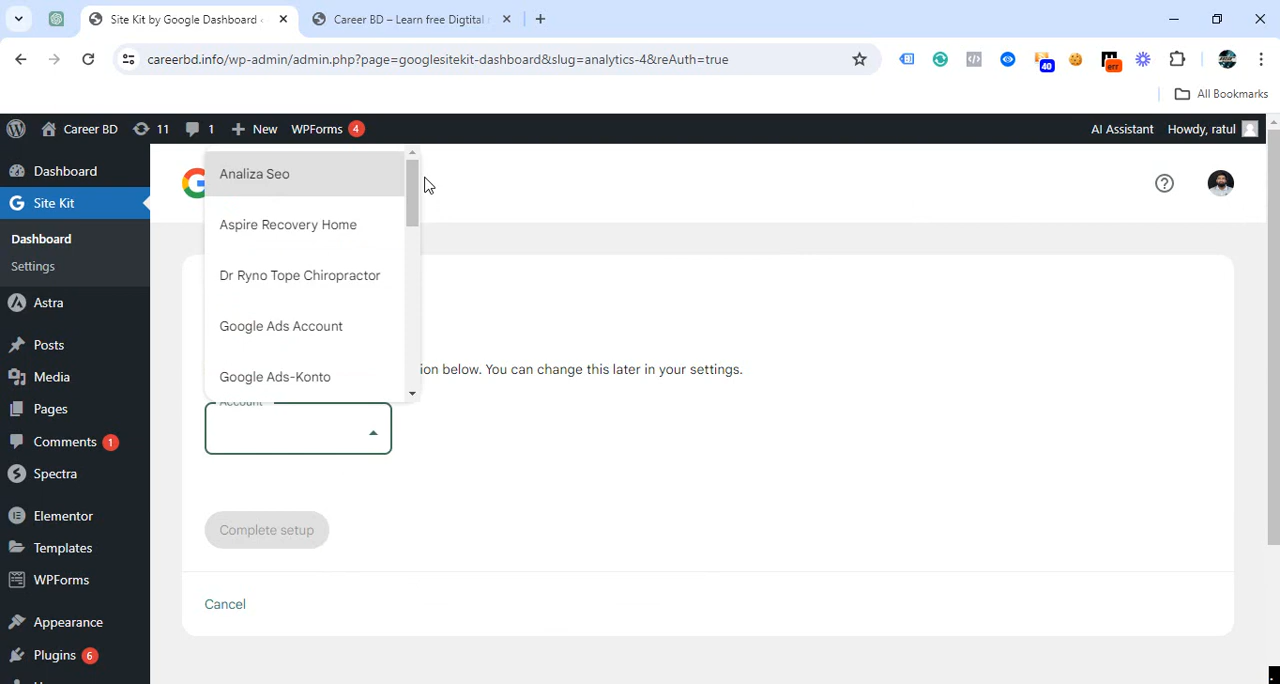 Site Kit by Google Dashboard
Career BD – Learn free Digital
careerbd.info/wp-admin/admin.php?page=googlesitekit-dashboard&slug=analytics-4&reAuth=true
40
err
All Bookmarks
Career BD
11
1
New
WPForms
4
AI Assistant
Howdy, ratul
Dashboard
Site Kit
Dashboard
Settings
Astra
Posts
Media
Pages
Comments
1
Spectra
Elementor
Templates
WPForms
Appearance
Plugins
6
Analiza Seo
Aspire Recovery Home
Dr Ryno Tope Chiropractor
Google Ads Account
Google Ads-Konto
ion below. You can change this later in your settings.
Account
Complete setup
Cancel